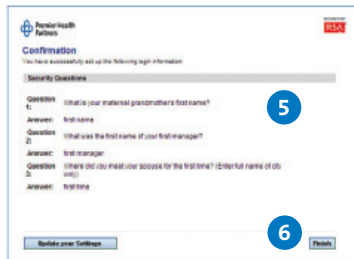 Premier Health
Partners
RSA
Confirmation
You have successfully set up the following login information.
Security Questions
Question
1:
What is your maternal grandmother's first name?
5
Answer:
first name
Question
2:
What was the first name of your first manager?
Answer:
first manager
Question
3:
Where did you meet your spouse for the first time? (Enter full name of city
only)
Answer:
first time
6
Update your Settings
Finish